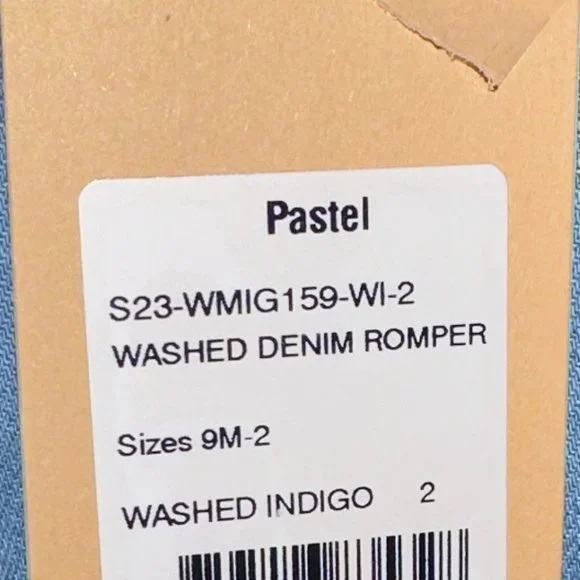 Pastel
S23-WMIG159-WI-2
WASHED DENIM ROMPER
Sizes 9M-2
WASHED INDIGO 2